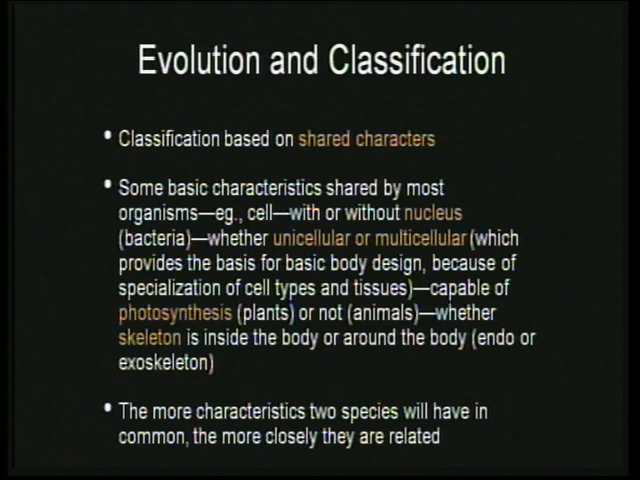 Evolution and Classification
• Classification based on shared characters
• Some basic characteristics shared by most
organisms—eg., cell—with or without nucleus
(bacteria)—whether unicellular or multicellular (which
provides the basis for basic body design, because of
specialization of cell types and tissues)—capable of
photosynthesis (plants) or not (animals)—whether
skeleton is inside the body or around the body (endo or
exoskeleton)
• The more characteristics two species will have in
common, the more closely they are related